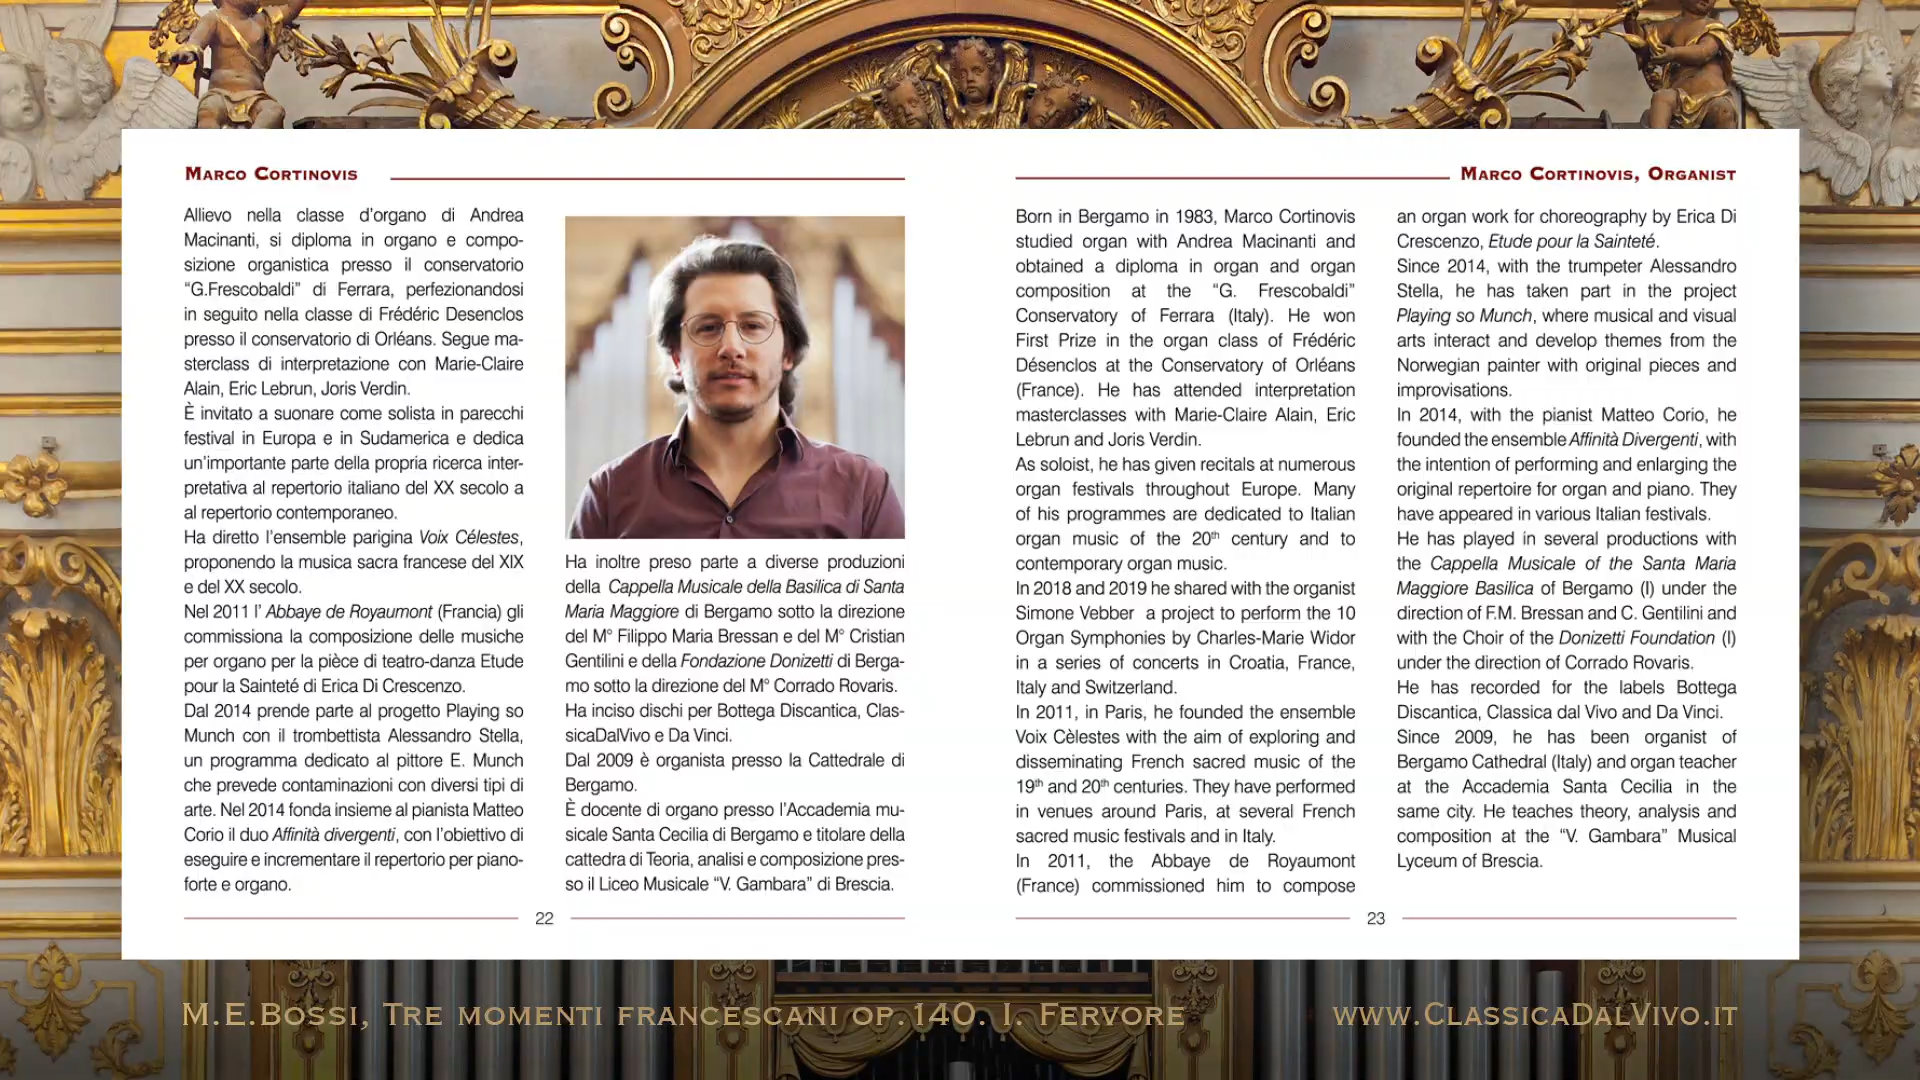 Marco Cortinovis
Allievo nella classe d'organo di Andrea
Macinanti, si diploma in organo e compo-
sizione organistica presso il conservatorio
“G.Frescobaldi” di Ferrara, perfezionandosi
in seguito nella classe di Frédéric Desenclos
presso il conservatorio di Orléans. Segue ma-
sterclass di interpretazione con Marie-Claire
Alain, Eric Lebrun, Joris Verdin.
È invitato a suonare come solista in parecchi
festival in Europa e in Sudamerica e dedica
un'importante parte della propria ricerca inter-
pretativa al repertorio italiano del XX secolo a
al repertorio contemporaneo.
Ha diretto l'ensemble parigina Voix Célestes,
proponendo la musica sacra francese del XIX
e del XX secolo.
Nel 2011 l' Abbaye de Royaumont (Francia) gli
commissiona la composizione delle musiche
per organo per la pièce di teatro-danza Etude
pour la Sainteté di Erica Di Crescenzo.
Dal 2014 prende parte al progetto Playing so
Munch con il trombettista Alessandro Stella,
un programma dedicato al pittore E. Munch
che prevede contaminazioni con diversi tipi di
arte. Nel 2014 fonda insieme al pianista Matteo
Corio il duo Affinità divergenti, con l'obiettivo di
eseguire e incrementare il repertorio per piano-
forte e organo.
Ha inoltre preso parte a diverse produzioni
della Cappella Musicale della Basilica di Santa
Maria Maggiore di Bergamo sotto la direzione
del M° Filippo Maria Bressan e del M° Cristian
Gentilini e della Fondazione Donizetti di Berga-
mo sotto la direzione del M° Corrado Rovaris.
Ha inciso dischi per Bottega Discantica, Clas-
sicaDalVivo e Da Vinci.
Dal 2009 è organista presso la Cattedrale di
Bergamo.
È docente di organo presso l'Accademia mu-
sicale Santa Cecilia di Bergamo e titolare della
cattedra di Teoria, analisi e composizione pres-
so il Liceo Musicale “V. Gambara” di Brescia.
22
Marco Cortinovis, Organist
Born in Bergamo in 1983, Marco Cortinovis
studied organ with Andrea Macinanti and
obtained a diploma in organ and organ
composition at the “G. Frescobaldi”
Conservatory of Ferrara (Italy). He won
First Prize in the organ class of Frédéric
Désenclos at the Conservatory of Orléans
(France). He has attended interpretation
masterclasses with Marie-Claire Alain, Eric
Lebrun and Joris Verdin.
As soloist, he has given recitals at numerous
organ festivals throughout Europe. Many
of his programmes are dedicated to Italian
organ music of the 20th century and to
contemporary organ music.
In 2018 and 2019 he shared with the organist
Simone Vebber a project to perform the 10
Organ Symphonies by Charles-Marie Widor
in a series of concerts in Croatia, France,
Italy and Switzerland.
In 2011, in Paris, he founded the ensemble
Voix Cèlestes with the aim of exploring and
disseminating French sacred music of the
19th and 20th centuries. They have performed
in venues around Paris, at several French
sacred music festivals and in Italy.
In 2011, the Abbaye de Royaumont
(France) commissioned him to compose
an organ work for choreography by Erica Di
Crescenzo, Etude pour la Sainteté.
Since 2014, with the trumpeter Alessandro
Stella, he has taken part in the project
Playing so Munch, where musical and visual
arts interact and develop themes from the
Norwegian painter with original pieces and
improvisations.
In 2014, with the pianist Matteo Corio, he
founded the ensemble Affinità Divergenti, with
the intention of performing and enlarging the
original repertoire for organ and piano. They
have appeared in various Italian festivals.
He has played in several productions with
the Cappella Musicale of the Santa Maria
Maggiore Basilica of Bergamo (I) under the
direction of F.M. Bressan and C. Gentilini and
with the Choir of the Donizetti Foundation (I)
under the direction of Corrado Rovaris.
He has recorded for the labels Bottega
Discantica, Classica dal Vivo and Da Vinci.
Since 2009, he has been organist of
Bergamo Cathedral (Italy) and organ teacher
at the Accademia Santa Cecilia in the
same city. He teaches theory, analysis and
composition at the “V. Gambara” Musical
Lyceum of Brescia.
23
M.E.Bossi, Tre momenti francescani op.140. I. Fervore
www.ClassicaDalVivo.it